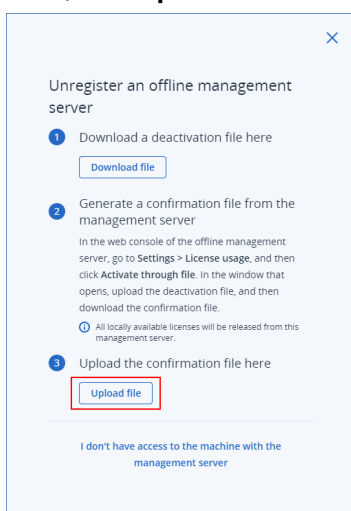 Unregister an offline management
server
1 Download a deactivation file here
Download file
2 Generate a confirmation file from the
management server
In the web console of the offline management
server, go to Settings > License usage, and then
click Activate through file. In the window that
opens, upload the deactivation file, and then
download the confirmation file.
All locally available licenses will be released from this
management server.
3 Upload the confirmation file here
Upload file
I don't have access to the machine with the
management server